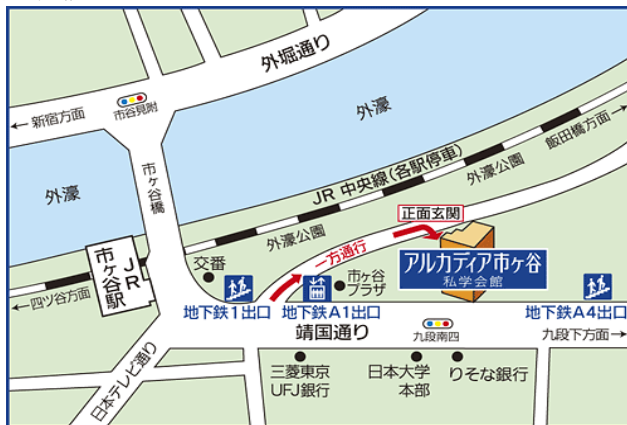 外堀通り
←新宿方面
市谷見附
外濠
飯田橋方面→
外濠
市ヶ谷橋
JR 中央線(各駅停車)
外濠公園
外濠公園
正面玄関
JR
市ヶ谷駅
交番
一方通行
アルカディア市ヶ谷
私学会館
市ヶ谷
プラザ
←四ツ谷方面
地下鉄1出口
地下鉄A1出口
地下鉄A4出口
靖国通り
九段南四
九段下方面→
日本テレビ通り
三菱東京
UFJ銀行
日本大学
本部
りそな銀行